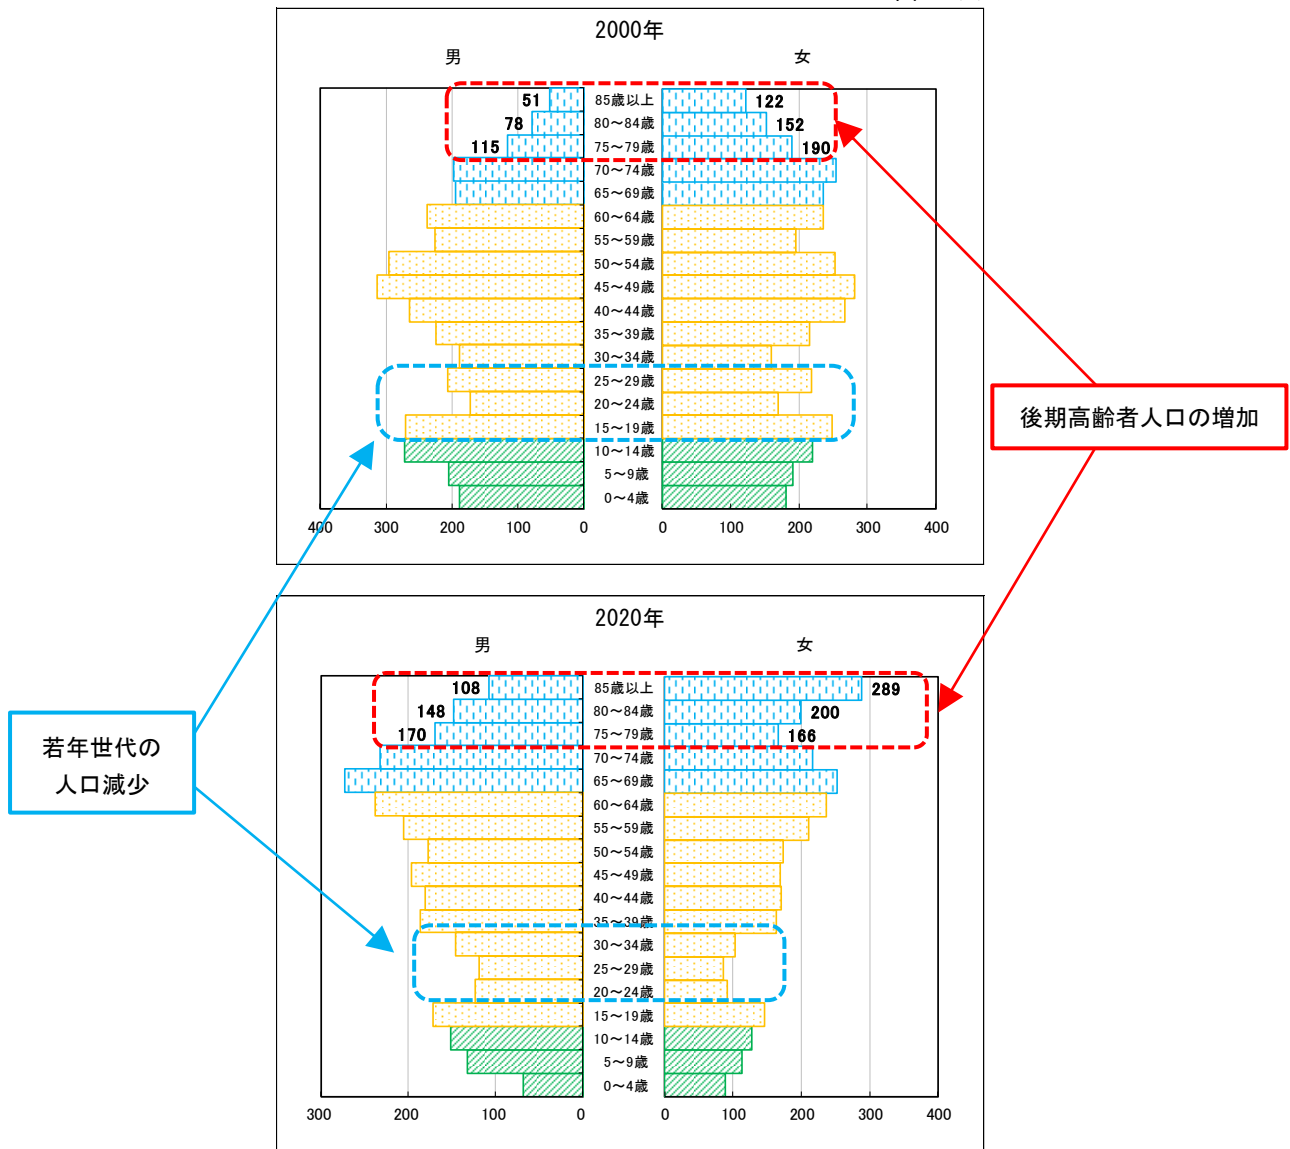 2000年
男 女
51 85歳以上 122
78 80～84歳 152
115 75～79歳 190
70～74歳
65～69歳
60～64歳
55～59歳
50～54歳
45～49歳
40～44歳
35～39歳
30～34歳
25～29歳
20～24歳
15～19歳
10～14歳
5～9歳
0～4歳
400 300 200 100 0 0 100 200 300 400
後期高齢者人口の増加
若年世代の
人口減少
2020年
男 女
108 85歳以上 289
148 80～84歳 200
170 75～79歳 166
70～74歳
65～69歳
60～64歳
55～59歳
50～54歳
45～49歳
40～44歳
35～39歳
30～34歳
25～29歳
20～24歳
15～19歳
10～14歳
5～9歳
0～4歳
300 200 100 0 0 100 200 300 400